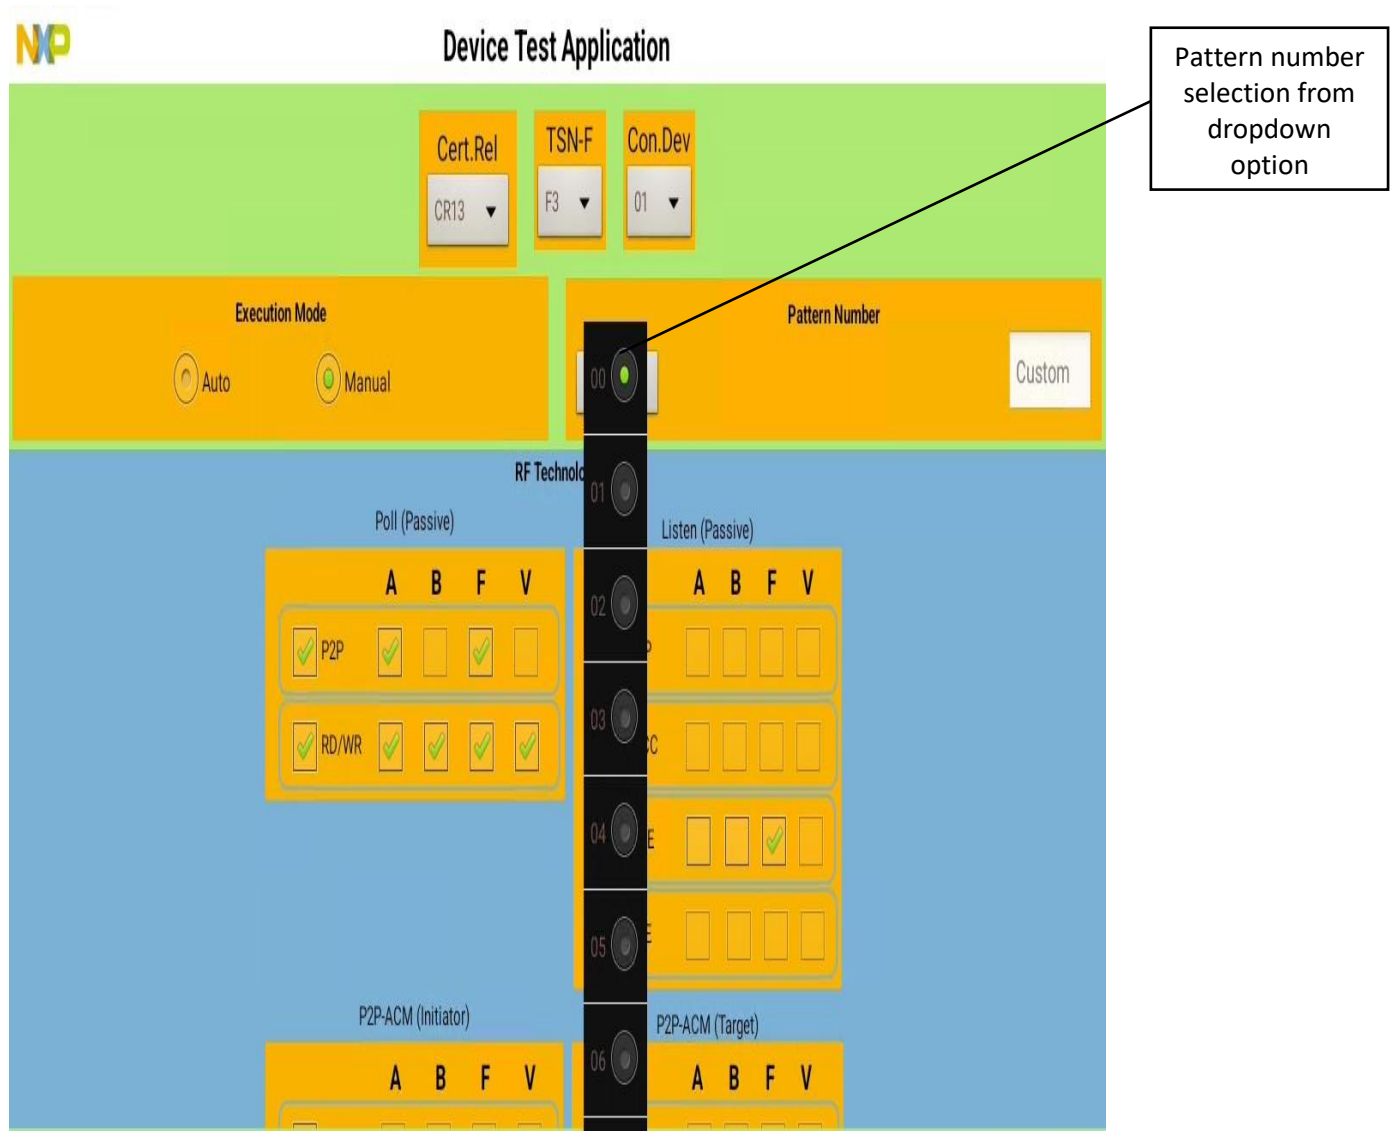 NXP
Device Test Application
Pattern number
selection from
dropdown
option
Cert.Rel
TSN-F
Con.Dev
CR13
F3
01
Execution Mode
Auto
Manual
Pattern Number
00
Custom
RF Technolo
01
Poll (Passive)
Listen (Passive)
A B F V
A B F V
02
P2P
P
03
RD/WR
CC
04
E
05
E
P2P-ACM (Initiator)
P2P-ACM (Target)
06
A B F V
A B F V